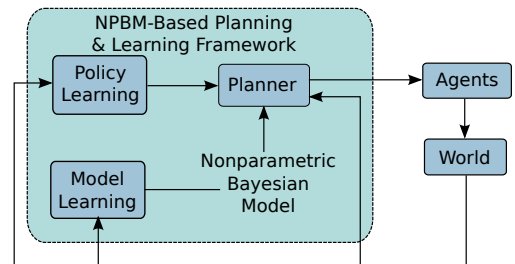 NPBM-Based Planning
& Learning Framework
Policy
Learning
Planner
Agents
World
Nonparametric
Bayesian
Model
Model
Learning